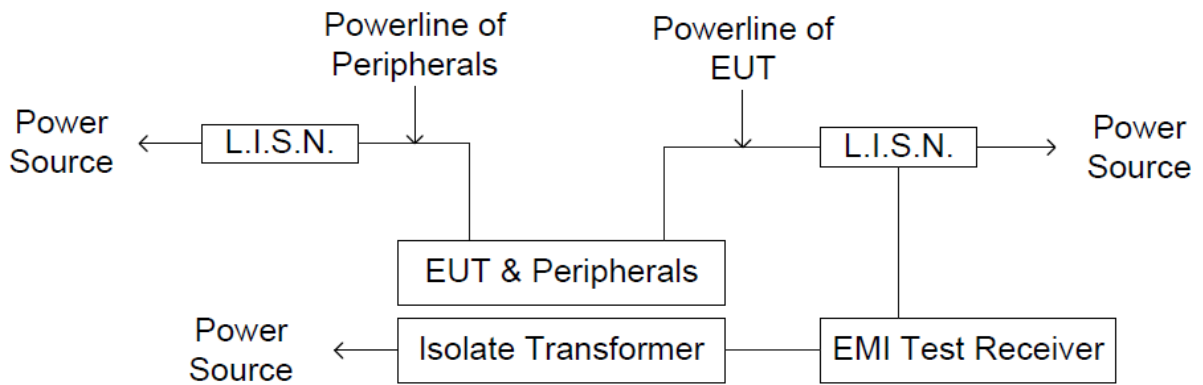 Powerline of
Peripherals
Powerline of
EUT
Power
Source
L.I.S.N.
L.I.S.N.
Power
Source
EUT & Peripherals
Power
Source
Isolate Transformer
EMI Test Receiver